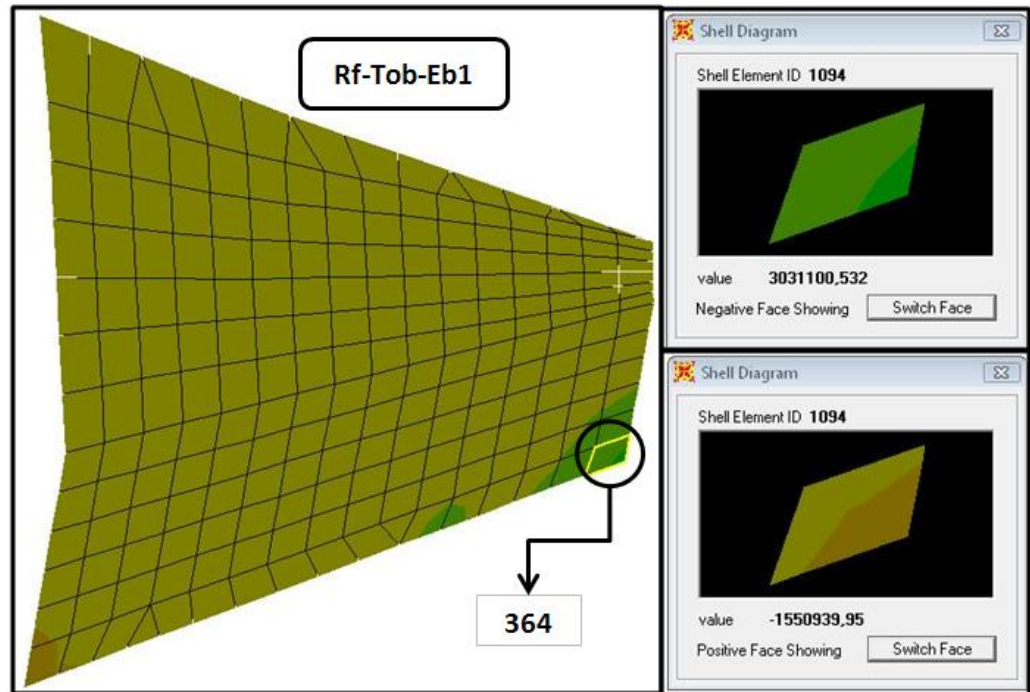 Rf-Tob-Eb1
364
Shell Diagram
Shell Element ID 1094
value 3031100,532
Negative Face Showing Switch Face
Shell Diagram
Shell Element ID 1094
value -1550939,95
Positive Face Showing Switch Face